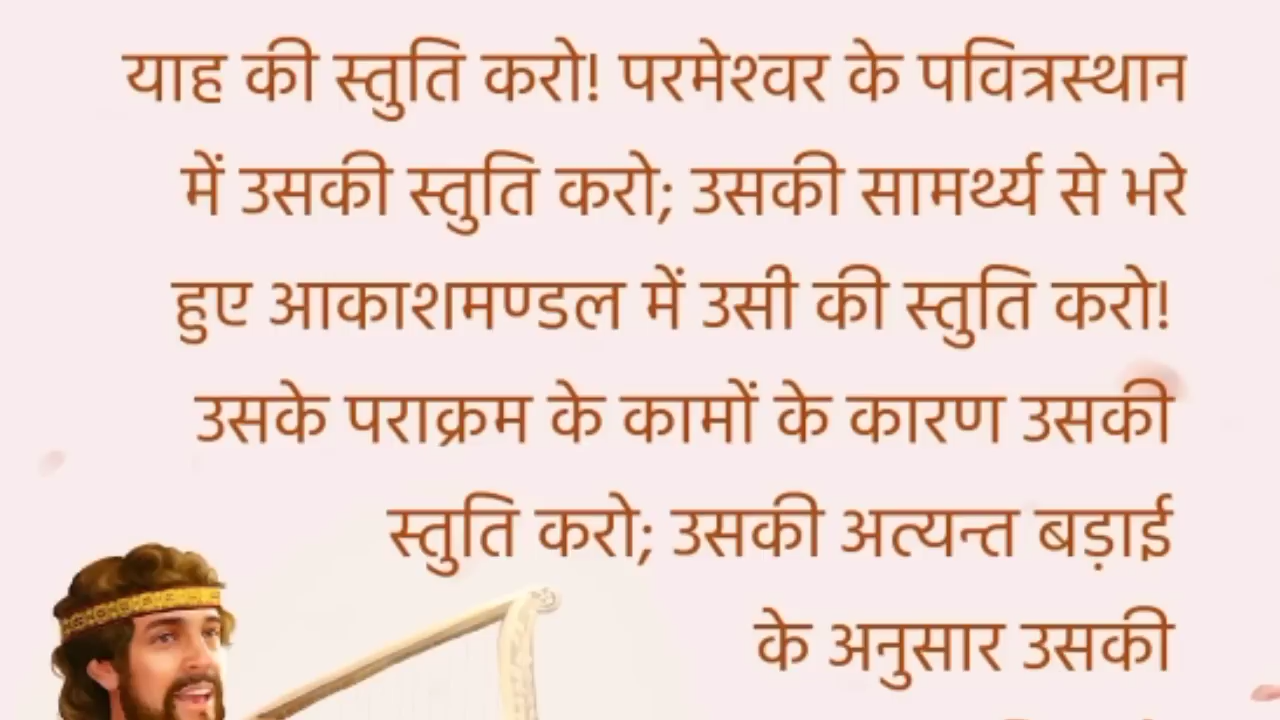 याह की स्तुति करो! परमेश्वर के पवित्रस्थान
में उसकी स्तुति करो; उसकी सामर्थ्य से भरे
हुए आकाशमण्डल में उसी की स्तुति करो!
उसके पराक्रम के कामों के कारण उसकी
स्तुति करो; उसकी अत्यन्त बड़ाई
के अनुसार उसकी